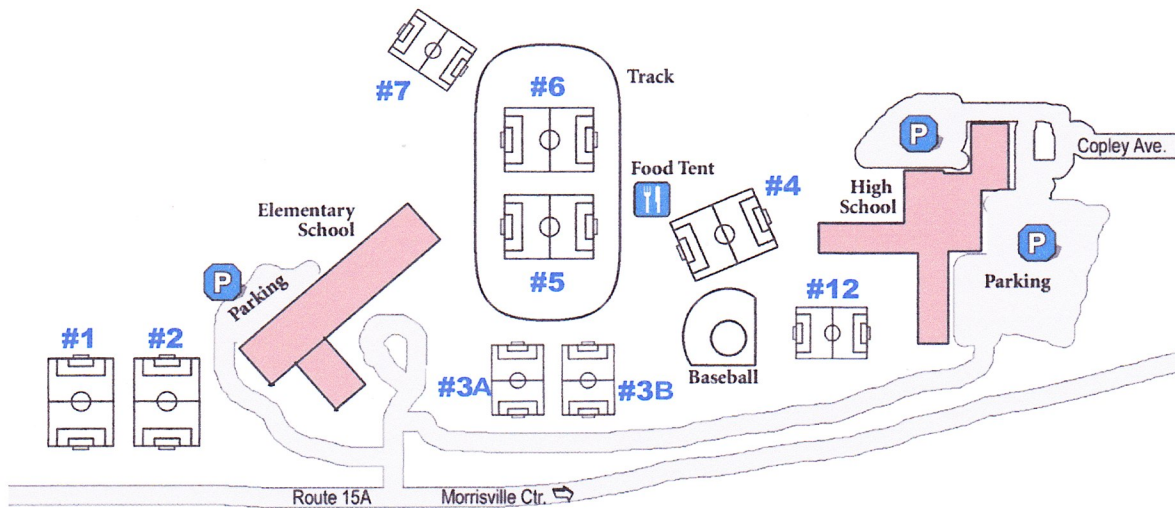 #7
#6
Track
P
Copley Ave.
Food Tent
#4
High
School
Elementary
School
P
#5
P
Parking
Parking
#12
#1
#2
#3A
#3B
Baseball
Route 15A
Morrisville Ctr.